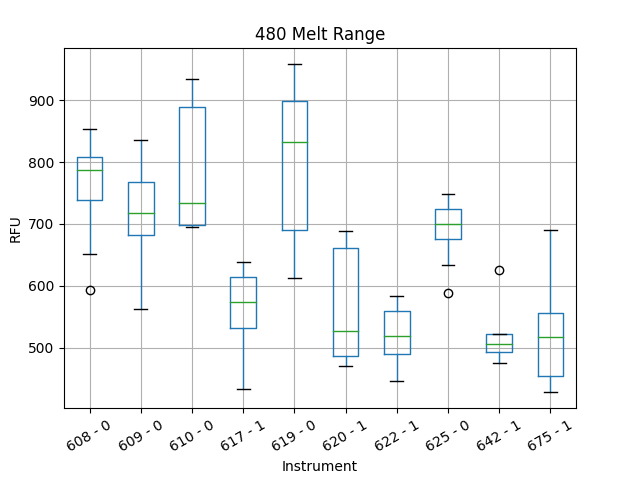 480 Melt Range
900
800
700
600
500
RFU
608 - 0
609 - 0
610 - 0
617 - 1
619 - 0
620 - 1
622 - 1
625 - 0
642 - 1
675 - 1
Instrument